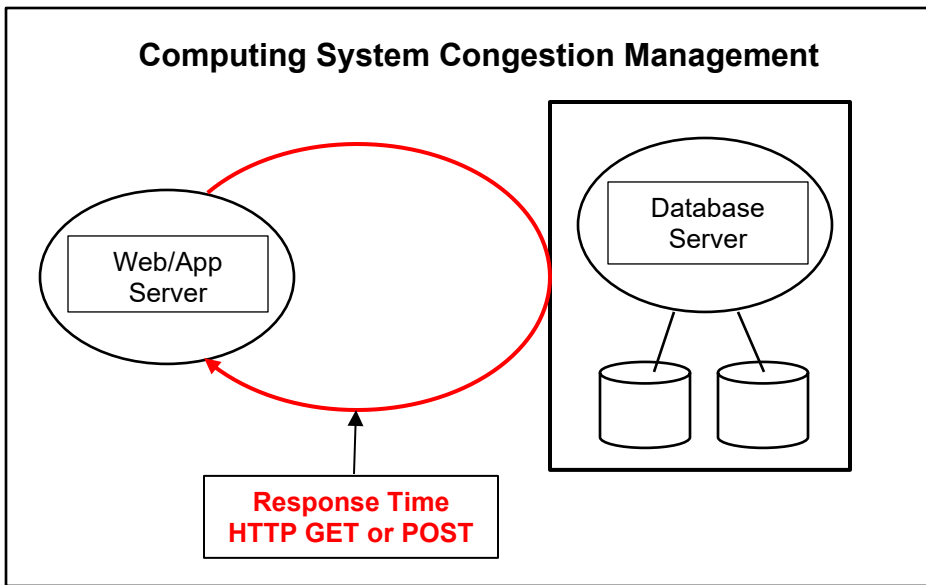 Computing System Congestion Management
Web/App
Server
Database
Server
Response Time
HTTP GET or POST